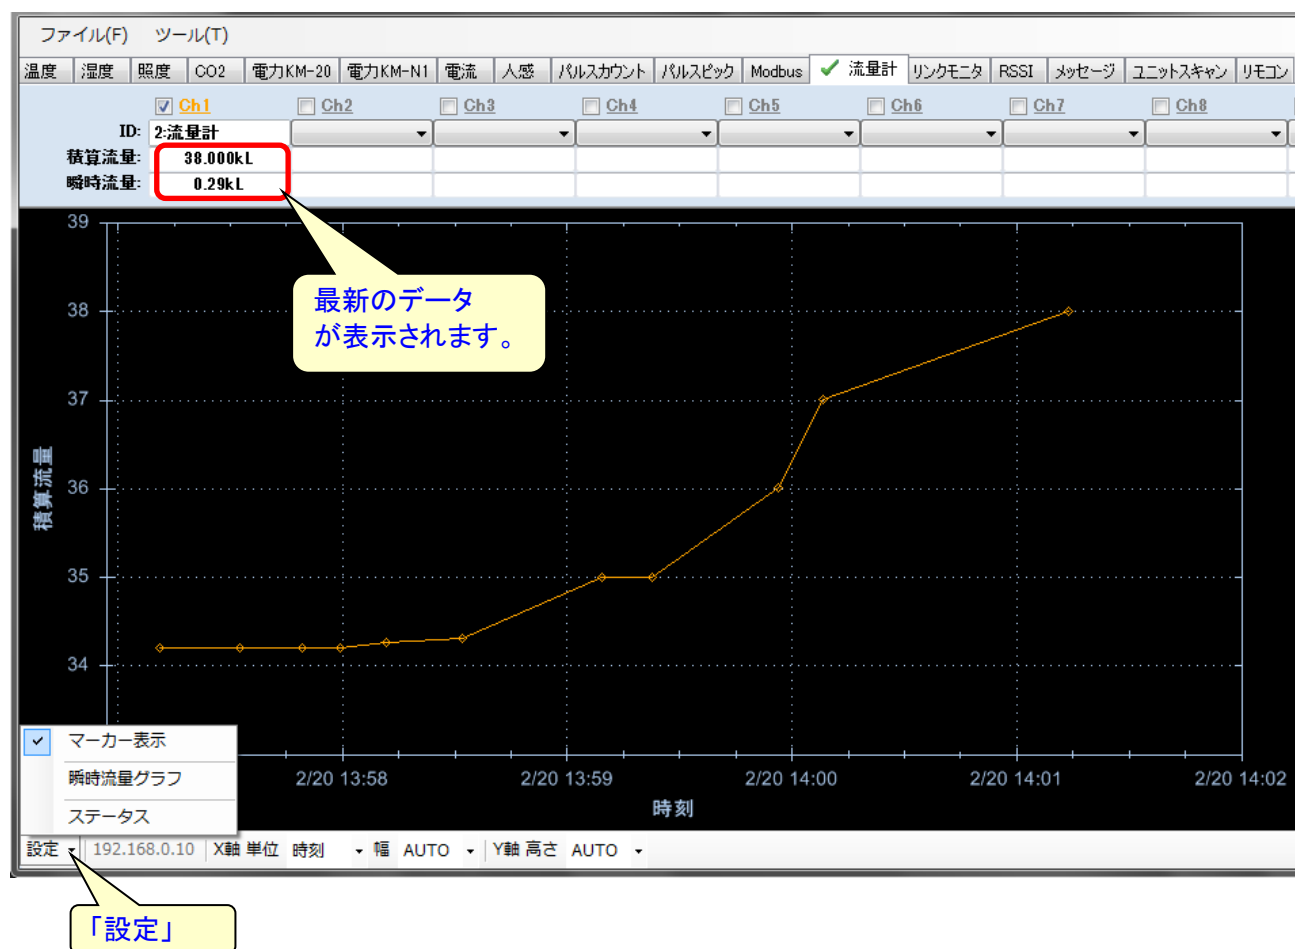 ファイル(F) ツール(T)
温度 湿度 照度 CO2 電力KM-20 電力KM-N1 電流 人感 パルスカウント パルスピック Modbus 流量計 リンクモニタ RSSI メッセージ ユニットスキャン リモコン
Ch1 Ch2 Ch3 Ch4 Ch5 Ch6 Ch7 Ch8
ID: 2:流量計
積算流量: 38.000kL
瞬時流量: 0.29kL
39
最新のデータ
が表示されます。
38
37
積算流量
36
35
34
マーカー表示
瞬時流量グラフ
ステータス
2/20 13:58 2/20 13:59 2/20 14:00 2/20 14:01 2/20 14:02
時刻
設定 192.168.0.10 X軸 単位 時刻 幅 AUTO Y軸 高さ AUTO
「設定」